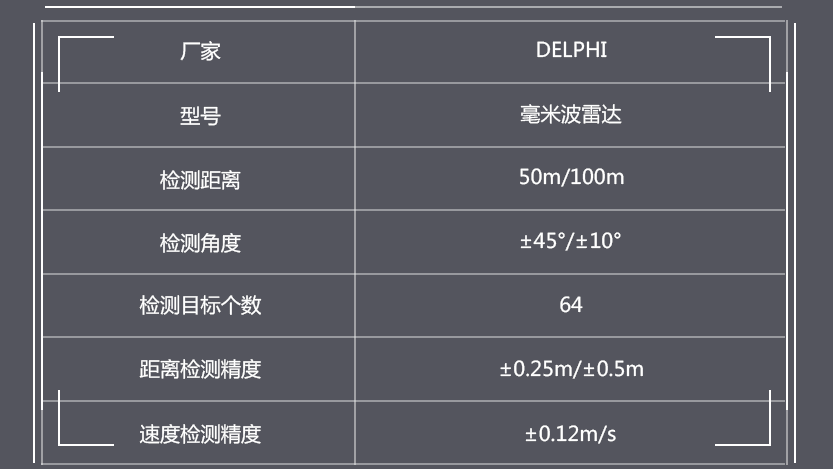 厂家 DELPHI
型号 毫米波雷达
检测距离 50m/100m
检测角度 ±45°/±10°
检测目标个数 64
距离检测精度 ±0.25m/±0.5m
速度检测精度 ±0.12m/s